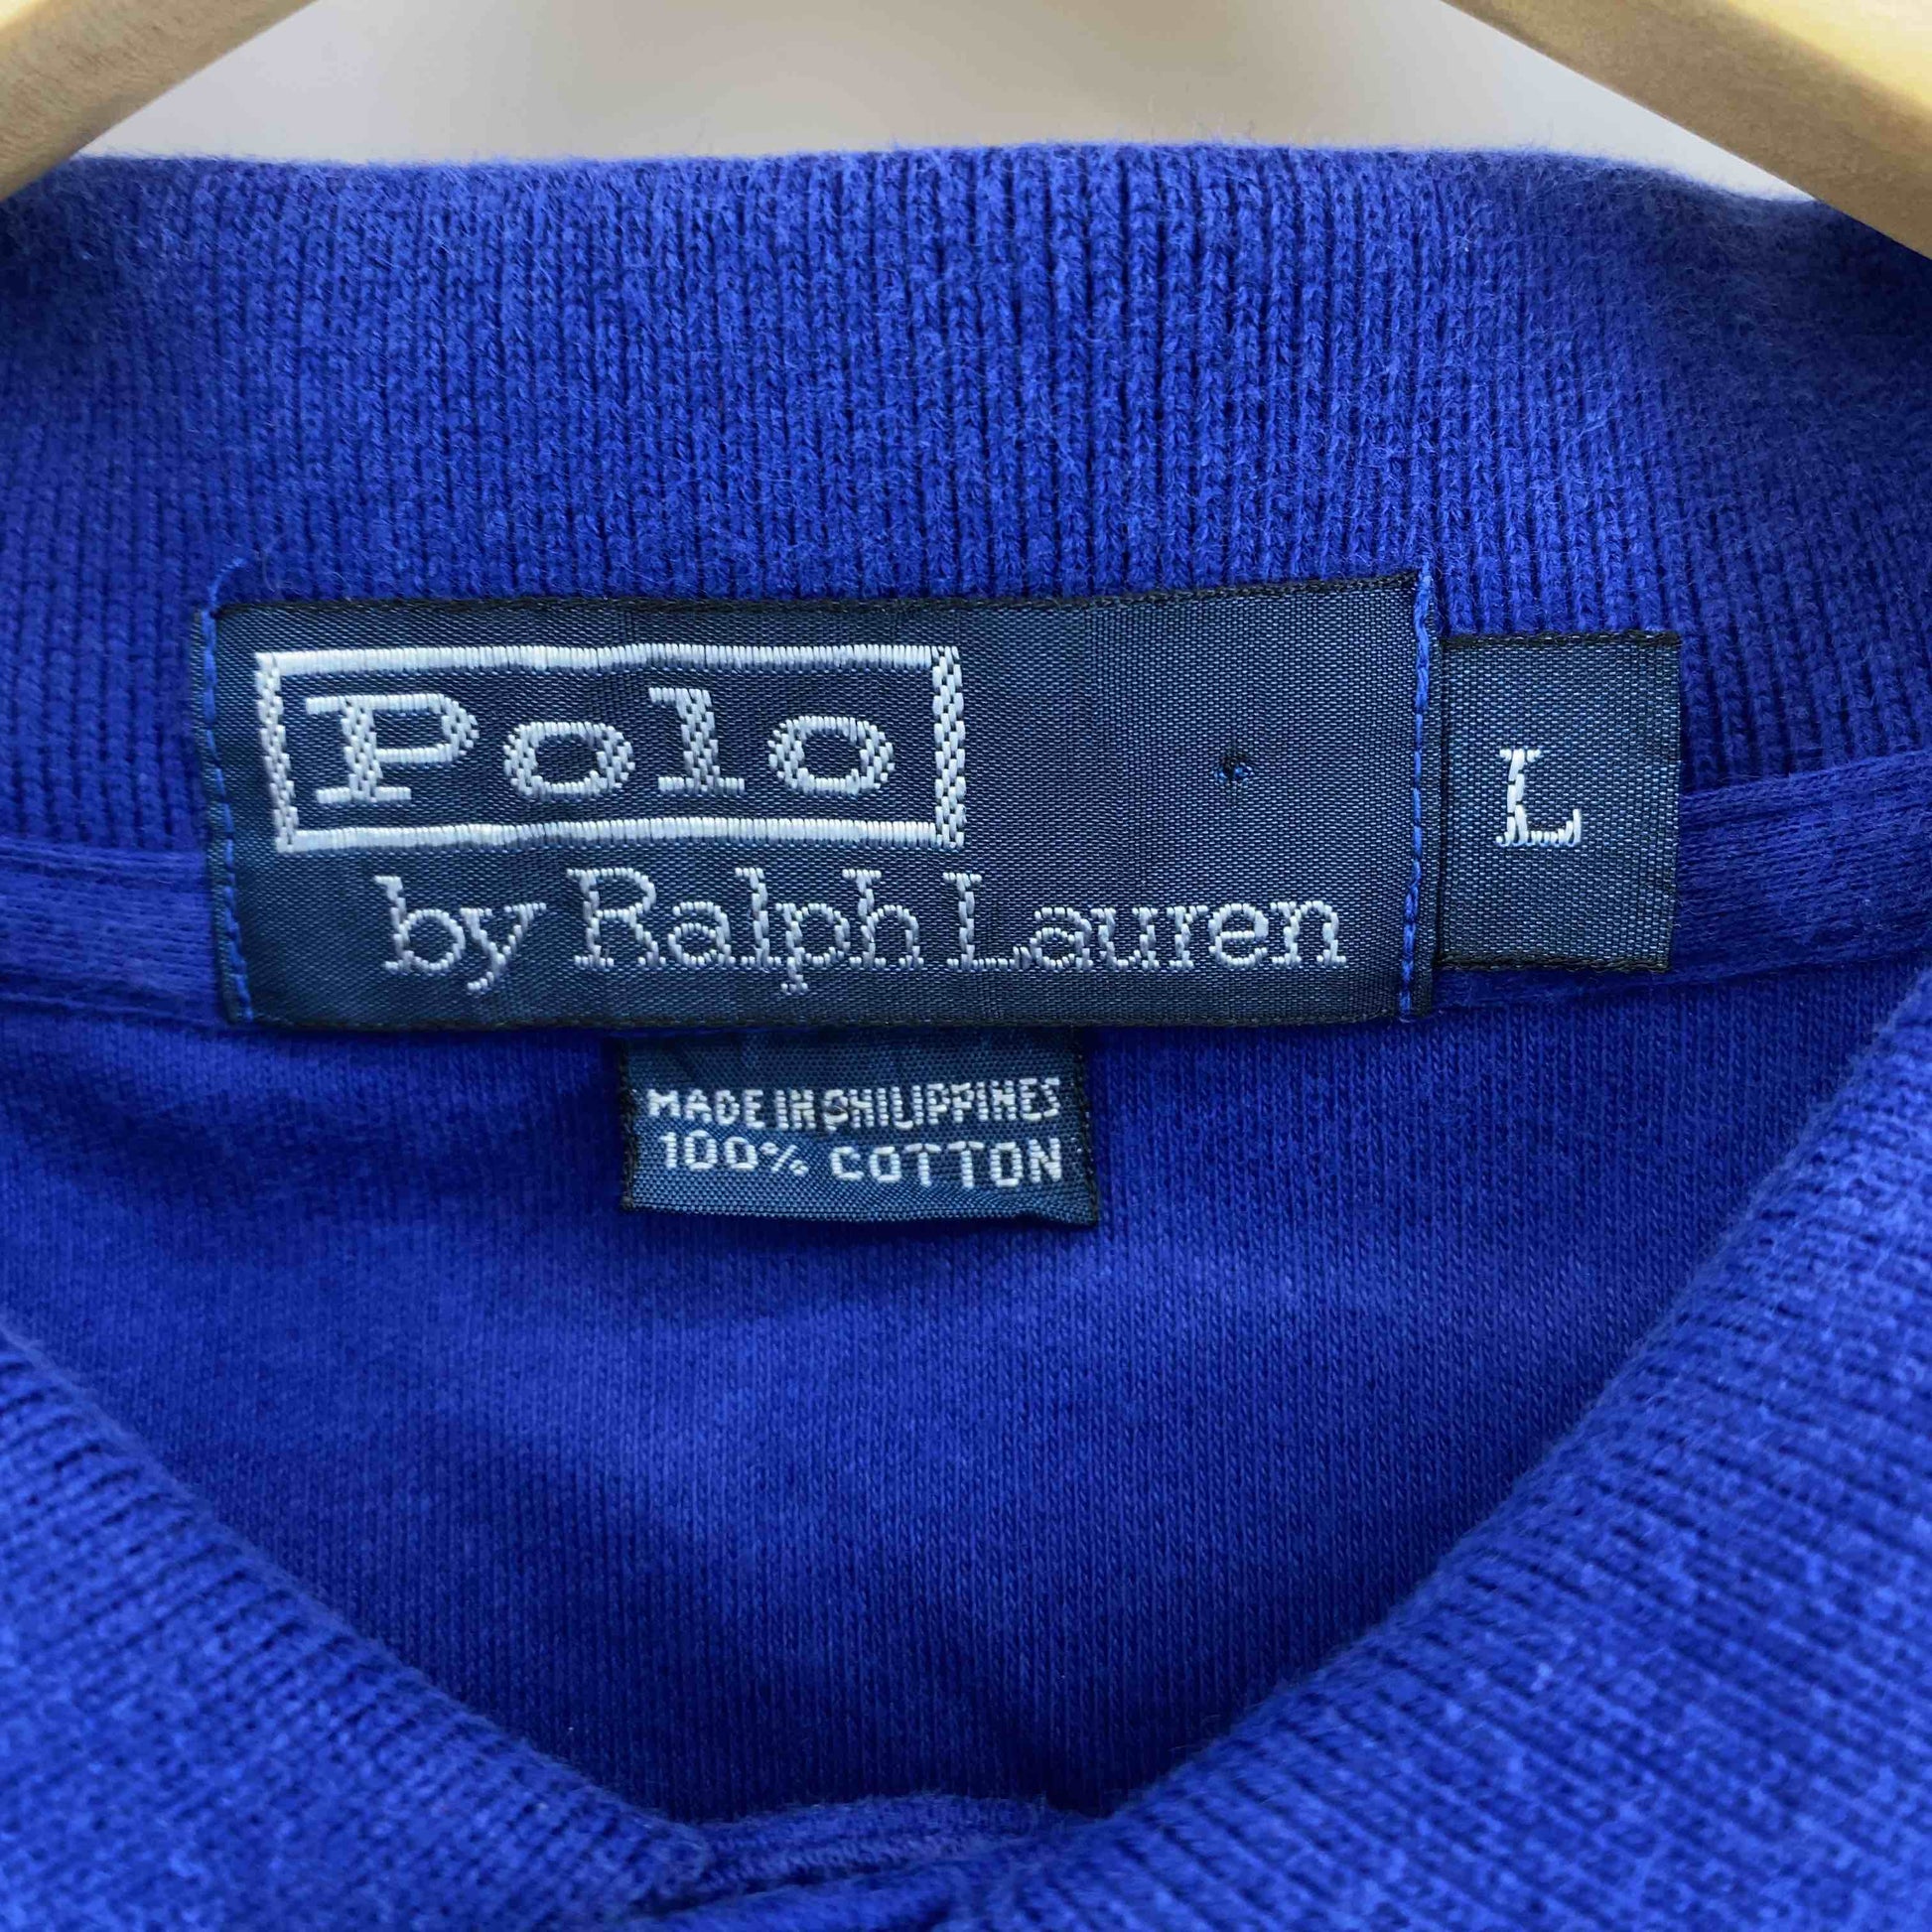 Polo
by Ralph Lauren
L
MADE IN PHILIPPINES
100% COTTON